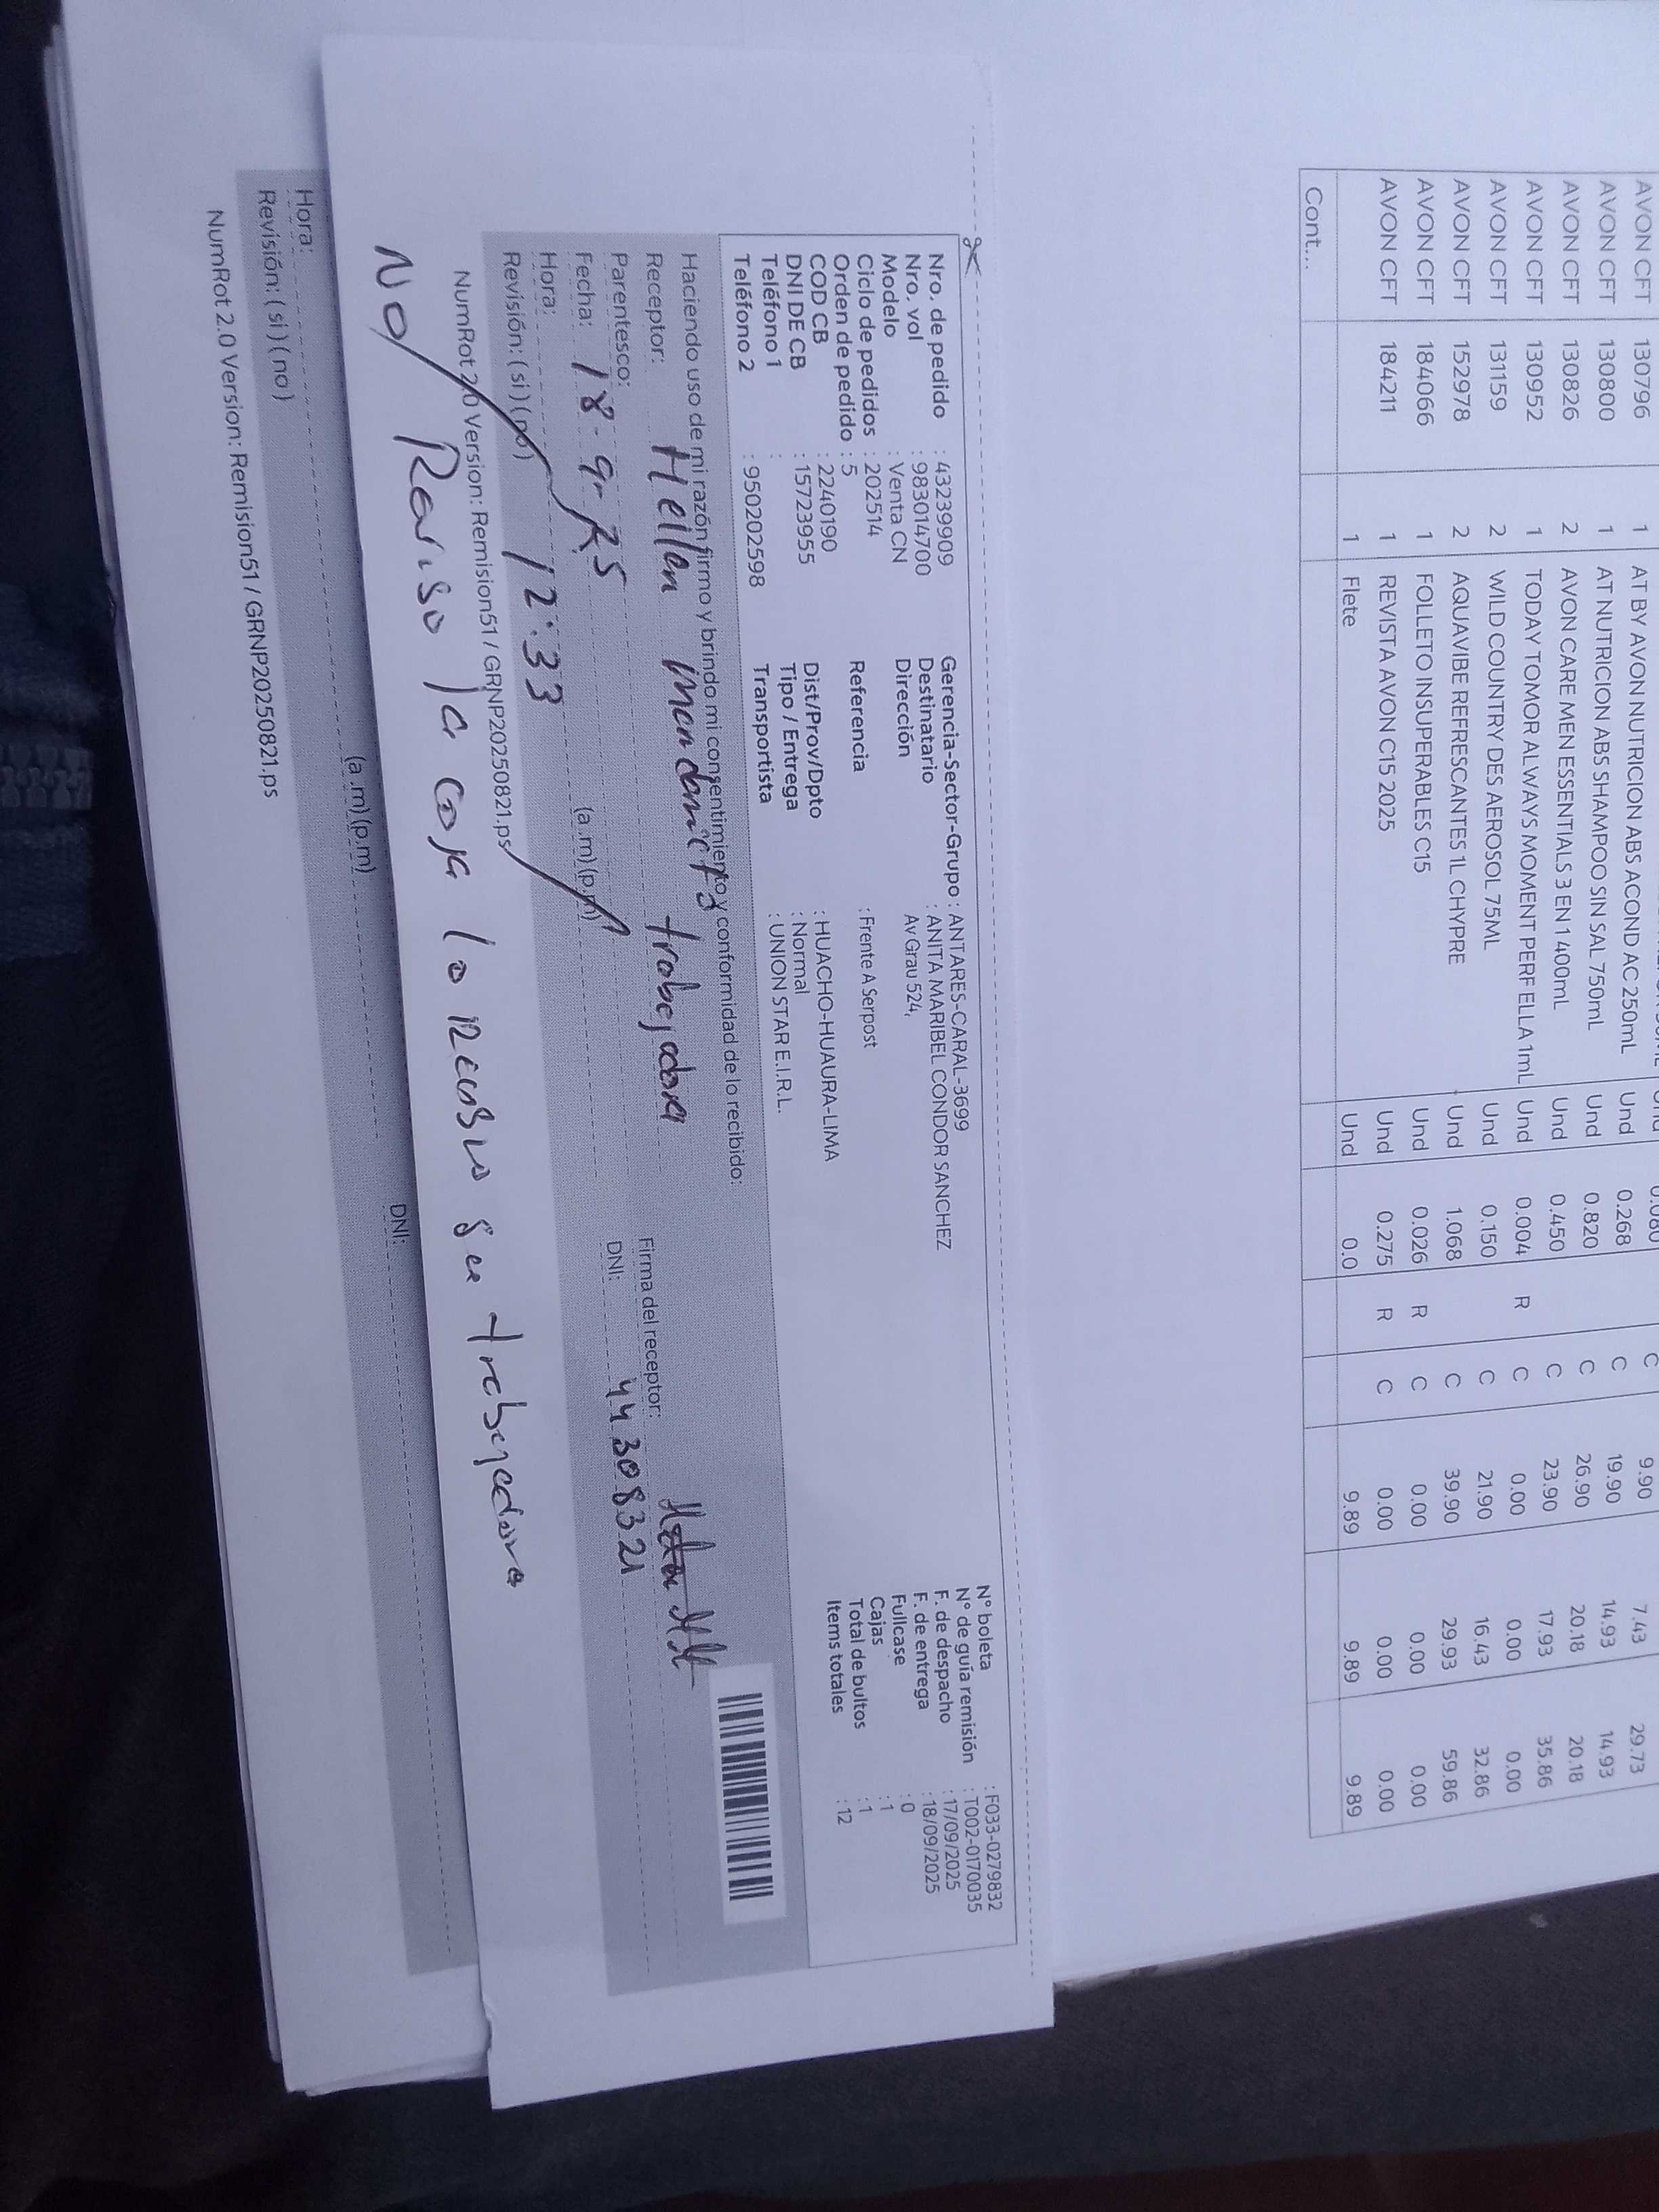 AVON CFT 130796 1 AT BY AVON NUTRICION ABS ACOND AC 250mL Und 0.268 C 9.90 7.43 29.73
AVON CFT 130800 1 AT NUTRICION ABS SHAMPOO SIN SAL 750mL Und 0.820 C 19.90 14.93 14.93
AVON CFT 130826 2 AVON CARE MEN ESSENTIALS 3 EN 1 400mL Und 0.450 C 26.90 20.18 20.18
AVON CFT 130952 1 TODAY TOMOR ALWAYS MOMENT PERF ELLA 1mL Und 0.004 R C 23.90 17.93 35.86
AVON CFT 131159 2 WILD COUNTRY DES AEROSOL 75ML Und 0.150 C 0.00 0.00 0.00
AVON CFT 152978 2 AQUAVIBE REFRESCANTES 1L CHYPRE Und 1.068 C 21.90 16.43 32.86
AVON CFT 184066 1 FOLLETO INSUPERABLES C15 Und 0.026 R C 39.90 29.93 59.86
AVON CFT 184211 1 REVISTA AVON C15 2025 Und 0.275 R C 0.00 0.00 0.00
1 Flete Und 0.0 0.00 0.00 0.00
9.89 9.89 9.89
Cont...
Nro. de pedido : 43239909
Nro. vol : 983014700
Modelo : Venta CN
Ciclo de pedidos : 202514
Orden de pedido : 5
COD CB : 2240190
DNI DE CB : 15723955
Teléfono 1 :
Teléfono 2 : 950202598
Gerencia-Sector-Grupo : ANTARES-CARAL-3699
Destinatario : ANITA MARIBEL CONDOR SANCHEZ
Dirección Av Grau 524,
Referencia : Frente A Serpost
Dist/Prov/Dpto : HUACHO-HUAURA-LIMA
Tipo / Entrega : Normal
Transportista : UNION STAR E.I.R.L.
N° boleta : F033-0279832
N° de guía remisión : T002-0170035
F. de despacho : 17/09/2025
F. de entrega : 18/09/2025
Fullcase : 0
Cajas : 1
Total de bultos : 1
Items totales : 12
Haciendo uso de mi razón firmo y brindo mi consentimiento y conformidad de lo recibido:
Receptor: Hellen trabajadora Firma del receptor:
Parentesco: DNI: 44308321
Fecha: 18-9-25 (a.m)(p.m)
Hora: 12:33
Revisión: (si) (no)
NumRot 2.0 Version: Remision51 / GRNP20250821.ps
No Reviso la caja lo recibio su trabajadora
DNI:
(a.m)(p.m)
Hora:
Revisión: (si) (no)
NumRot 2.0 Version: Remision51 / GRNP20250821.ps